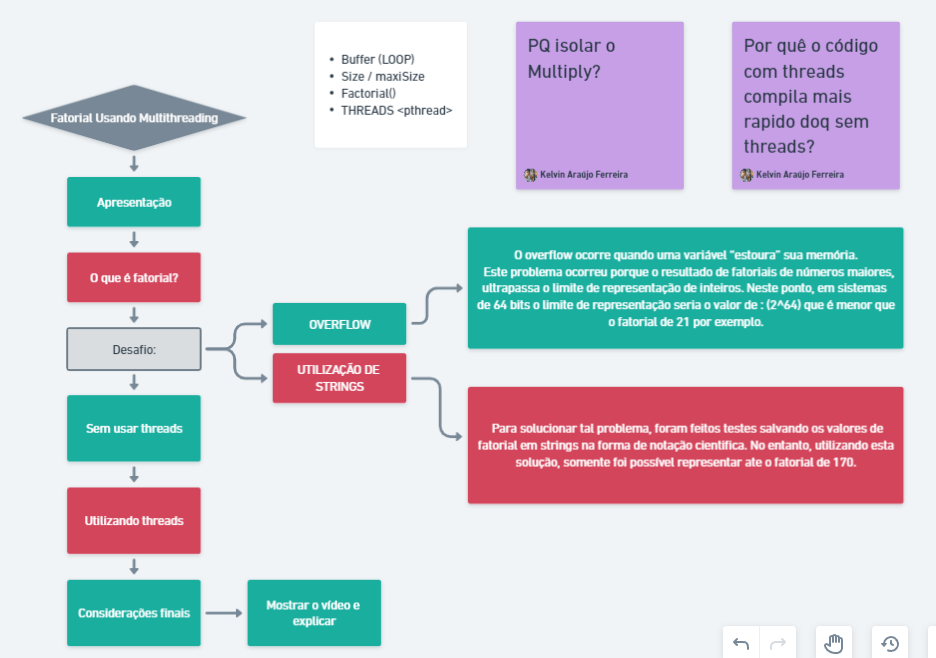 Fatorial Usando Multithreading
Apresentação
O que é fatorial?
Desafio:
Sem usar threads
Utilizando threads
Considerações finais
Mostrar o vídeo e
explicar
• Buffer (LOOP)
• Size / maxiSize
• Factorial()
• THREADS <pthread>
PQ isolar o
Multiply?
Kelvin Araújo Ferreira
Por quê o código
com threads
compila mais
rapido doq sem
threads?
Kelvin Araújo Ferreira
OVERFLOW
UTILIZAÇÃO DE
STRINGS
O overflow ocorre quando uma variável "estoura" sua memória.
Este problema ocorreu porque o resultado de fatoriais de números maiores,
ultrapassa o limite de representação de inteiros. Neste ponto, em sistemas
de 64 bits o limite de representação seria o valor de : (2^64) que é menor que
o fatorial de 21 por exemplo.
Para solucionar tal problema, foram feitos testes salvando os valores de
fatorial em strings na forma de notação cientifica. No entanto, utilizando esta
solução, somente foi possível representar ate o fatorial de 170.